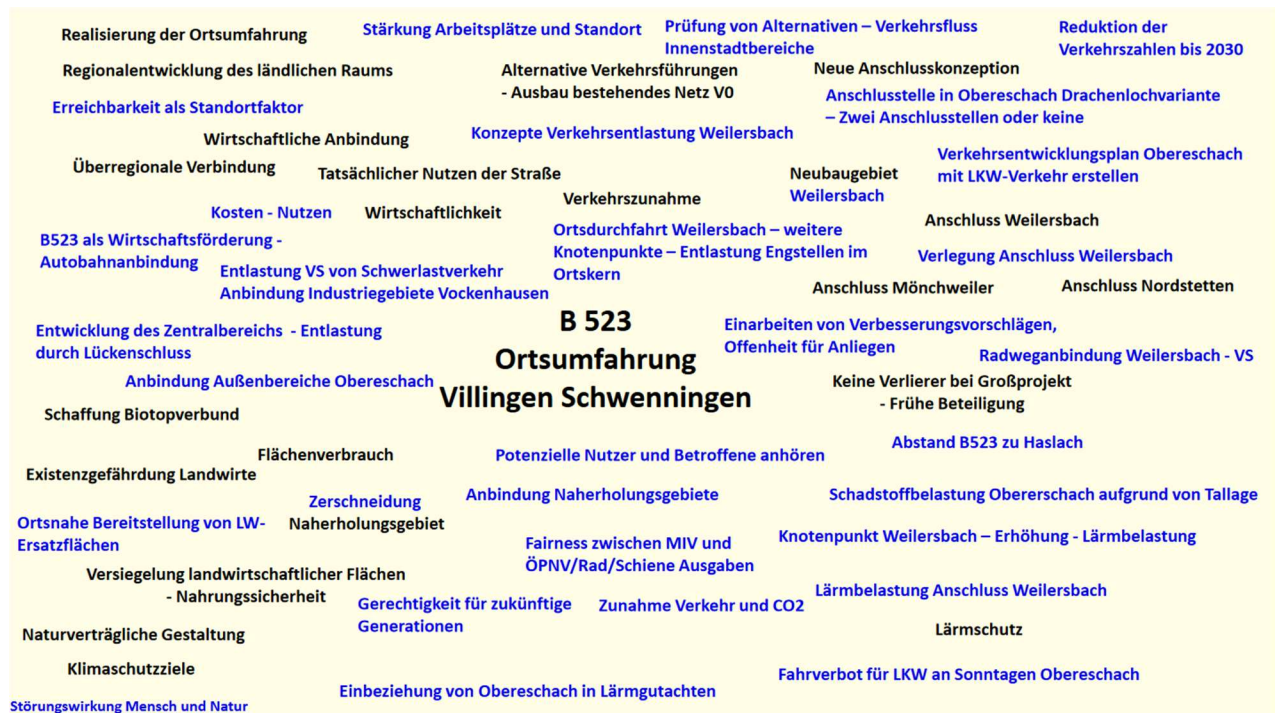 Realisierung der Ortsumfahrung
Stärkung Arbeitsplätze und Standort
Prüfung von Alternativen – Verkehrsfluss
Innenstadtbereiche
Reduktion der
Verkehrszahlen bis 2030
Regionalentwicklung des ländlichen Raums
Alternative Verkehrsführungen
- Ausbau bestehendes Netz V0
Neue Anschlusskonzeption
Erreichbarkeit als Standortfaktor
Anschlusstelle in Obereschach Drachenlochvariante
– Zwei Anschlusstellen oder keine
Wirtschaftliche Anbindung
Konzepte Verkehrsentlastung Weilersbach
Überregionale Verbindung
Tatsächlicher Nutzen der Straße
Neubaugebiet
Weilersbach
Verkehrsentwicklungsplan Obereschach
mit LKW-Verkehr erstellen
Verkehrszunahme
Kosten - Nutzen
Wirtschaftlichkeit
Anschluss Weilersbach
B523 als Wirtschaftsförderung -
Autobahnanbindung
Ortsdurchfahrt Weilersbach – weitere
Knotenpunkte – Entlastung Engstellen im
Ortskern
Verlegung Anschluss Weilersbach
Entlastung VS von Schwerlastverkehr
Anbindung Industriegebiete Vockenhausen
Anschluss Mönchweiler
Anschluss Nordstetten
B 523
Ortsumfahrung
Villingen Schwenningen
Entwicklung des Zentralbereichs - Entlastung
durch Lückenschluss
Einarbeiten von Verbesserungsvorschlägen,
Offenheit für Anliegen
Radweganbindung Weilersbach - VS
Anbindung Außenbereiche Obereschach
Keine Verlierer bei Großprojekt
- Frühe Beteiligung
Schaffung Biotopverbund
Abstand B523 zu Haslach
Flächenverbrauch
Potenzielle Nutzer und Betroffene anhören
Existenzgefährdung Landwirte
Zerschneidung
Naherholungsgebiet
Anbindung Naherholungsgebiete
Schadstoffbelastung Obererschach aufgrund von Tallage
Ortsnahe Bereitstellung von LW-
Ersatzflächen
Fairness zwischen MIV und
ÖPNV/Rad/Schiene Ausgaben
Knotenpunkt Weilersbach – Erhöhung - Lärmbelastung
Versiegelung landwirtschaftlicher Flächen
- Nahrungssicherheit
Gerechtigkeit für zukünftige
Generationen
Zunahme Verkehr und CO2
Lärmbelastung Anschluss Weilersbach
Naturverträgliche Gestaltung
Lärmschutz
Klimaschutzziele
Einbeziehung von Obereschach in Lärmgutachten
Fahrverbot für LKW an Sonntagen Obereschach
Störungswirkung Mensch und Natur